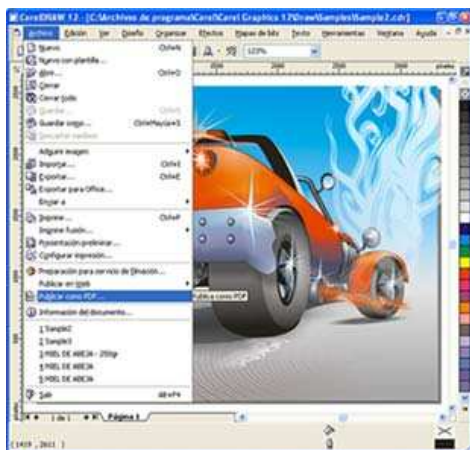 CorelDRAW 12 - [C:\Archivos de programa\Corel\Corel Graphics 12\Draw\Samples\Sample2.cdr]
Archivo Edición Ver Diseño Organizar Efectos Mapas de bits Texto Herramientas Ventana Ayuda
Nuevo Ctrl+N
Nuevo con plantilla...
Abrir... Ctrl+O
Cerrar
Cerrar todo
Guardar...
Guardar como... Ctrl+Mayús+S
Adquirir imagen
Importar... Ctrl+I
Exportar... Ctrl+E
Exportar para Office...
Enviar a
Imprimir... Ctrl+P
Imprimir fusión...
Presentación preliminar...
Configurar impresión...
Preparación para servicio de filmación...
Publicar en Web
Publicar como PDF...
Publica como PDF
Información del documento...
1 Sample2
2 Sample3
3 MIEL DE ABEJA - 250gr
4 MIEL DE ABEJA
5 MIEL DE ABEJA
Salir Alt+F4
123%
1 de 1
Página 1